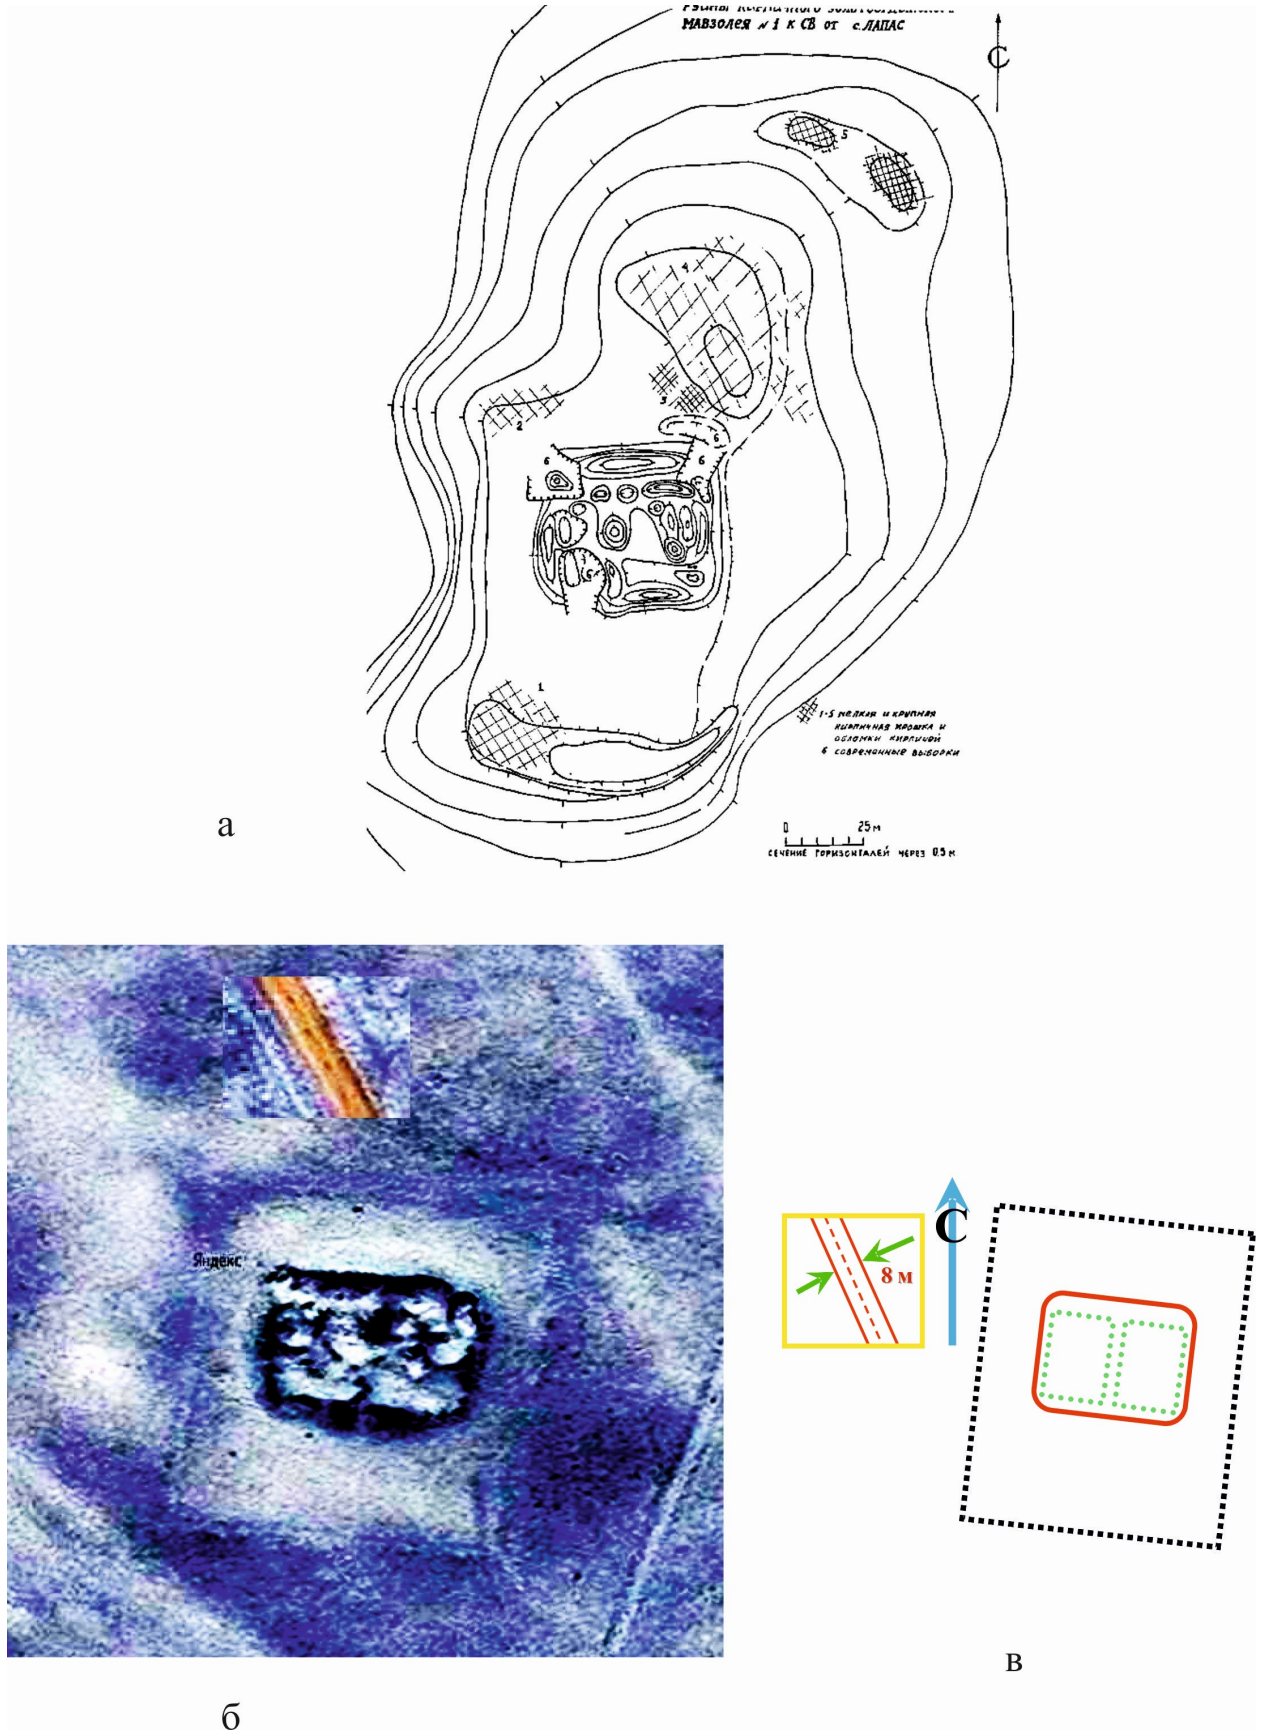 МАВЗОЛЕЯ N 1 К СВ ОТ с. ЛАПАС
С
5
4
3
2
6
6
6
6
1
1-5 мелкая и крупная
кирпичная крошка и
обломки кирпичей
6 современные выборки
0 25 м
СЕЧЕНИЕ ГОРИЗОНТАЛЕЙ ЧЕРЕЗ 0.5 м
а
Яндекс
С
8 м
в
б